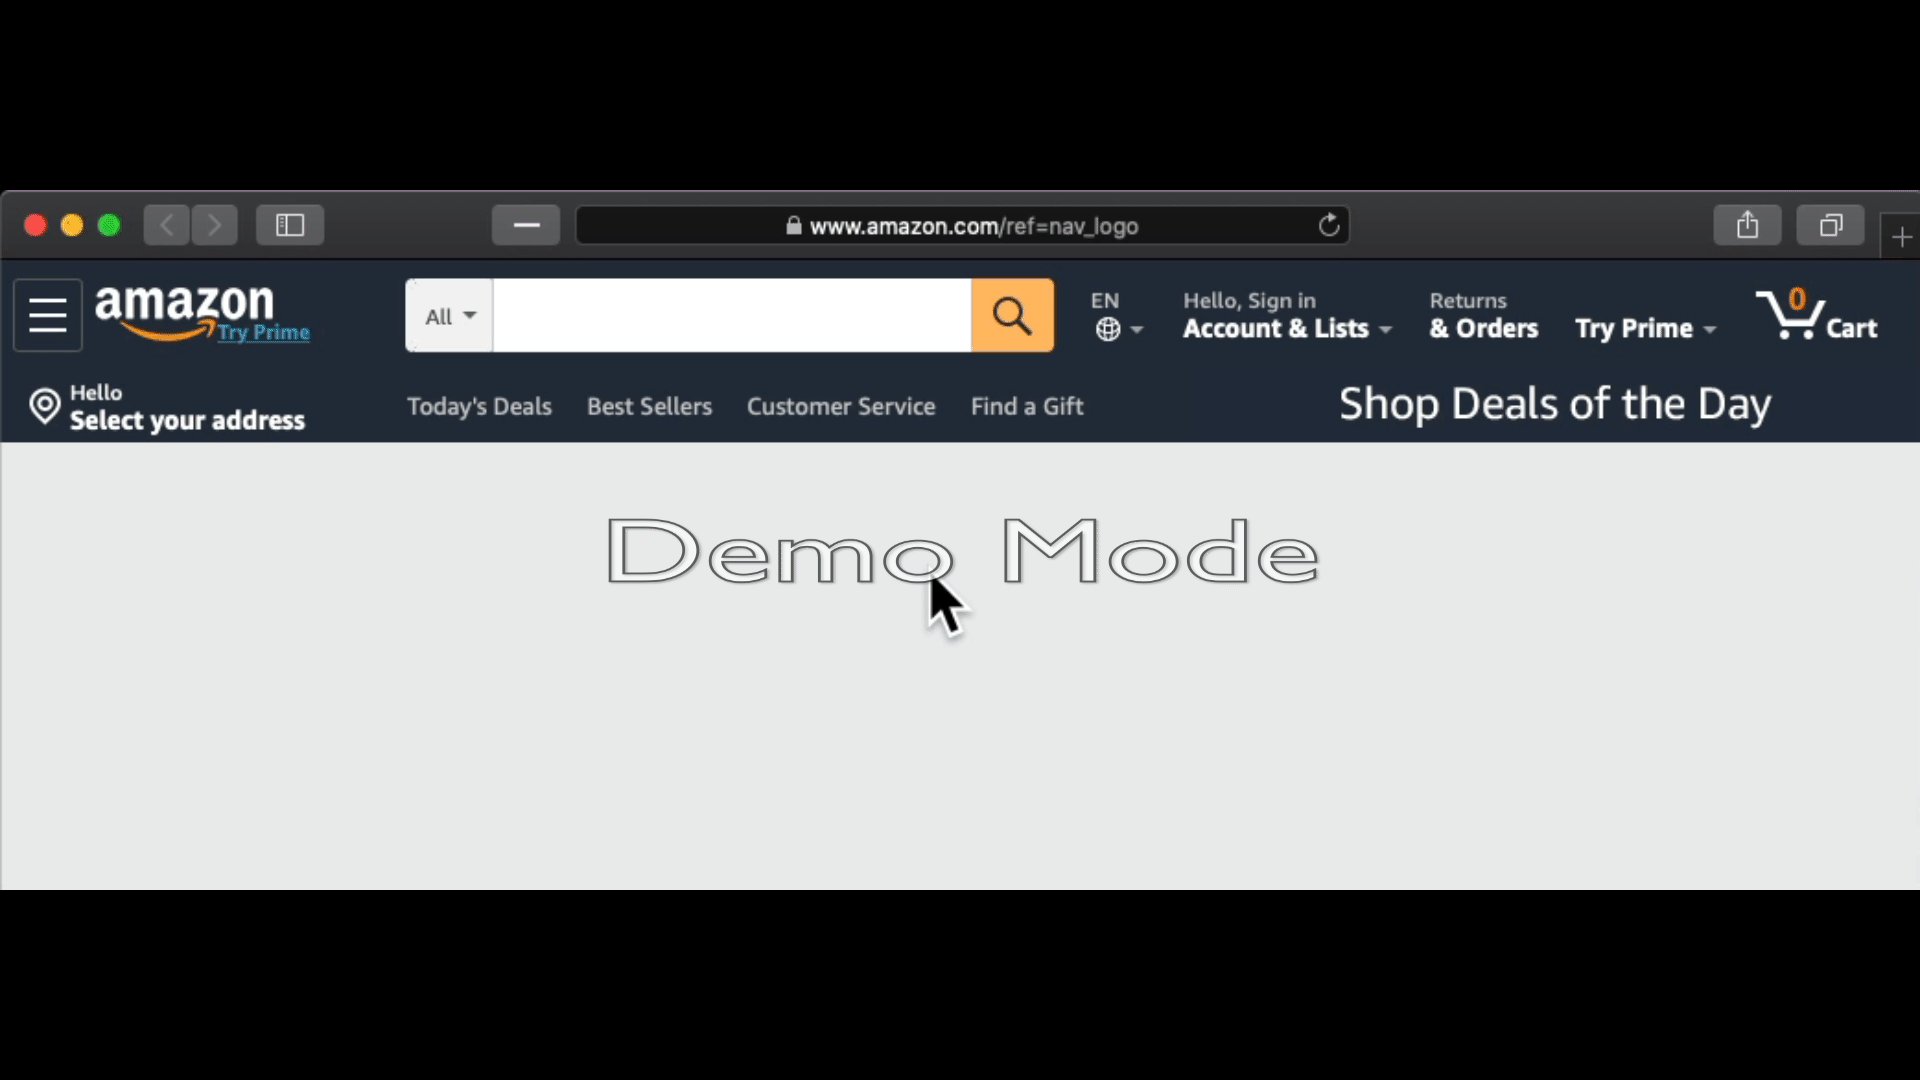 www.amazon.com/ref=nav_logo
amazon
Try Prime
All
EN
Hello, Sign in
Account & Lists
Returns
& Orders
Try Prime
0
Cart
Hello
Select your address
Today's Deals
Best Sellers
Customer Service
Find a Gift
Shop Deals of the Day
Demo Mode